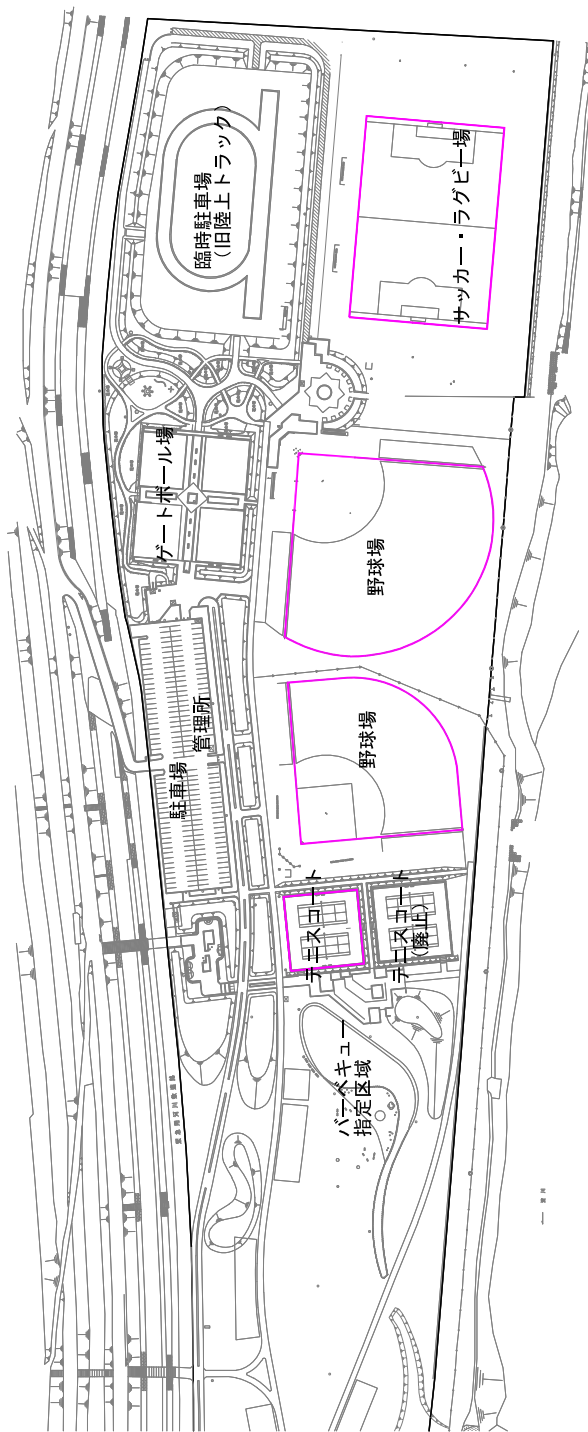 臨時駐車場
（旧陸上トラック）
サッカー・ラグビー場
ゲートボール場
野球場
管理所
駐車場
野球場
テニスコート
テニスコート
（廃止）
バーベキュー
指定区域